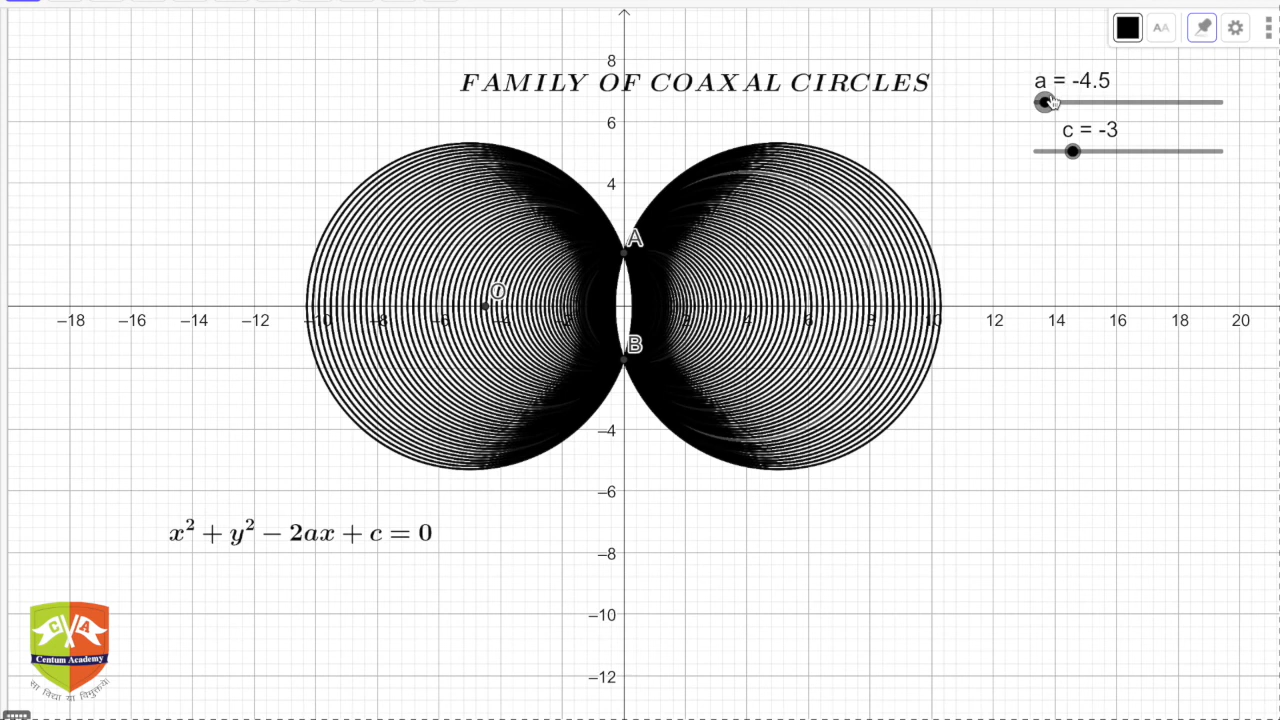 AA
8
FAMILY OF COAXAL CIRCLES
a = -4.5
6
c = -3
4
A
O
-18 -16 -14 -12 -10 -8 -6 -4 -2 2 4 6 8 10 12 14 16 18 20
B
-4
-6
x² + y² − 2ax + c = 0
-8
-10
C A
Centum Academy
सा विद्या या विमुक्तये
-12